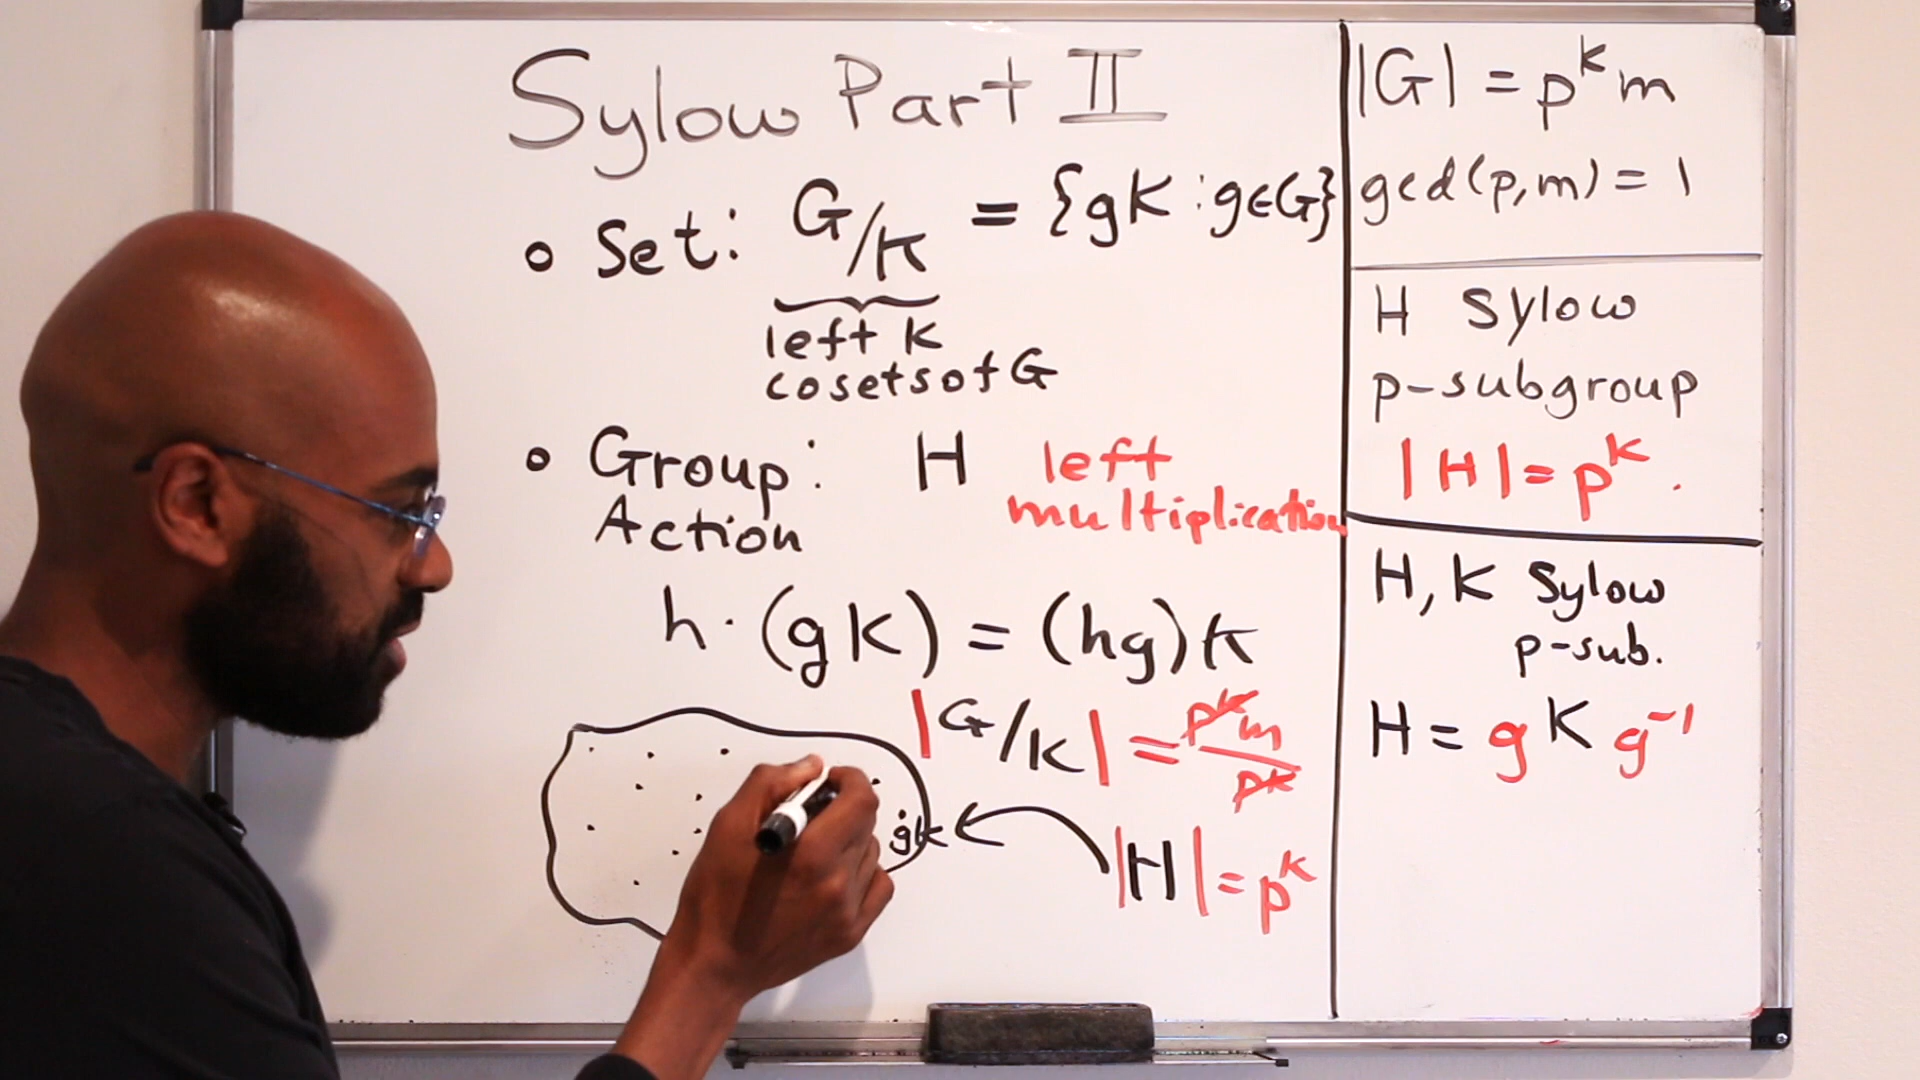 Sylow Part II
∘ Set: G/K = {gK : g∈G}
left K
cosets of G
∘ Group Action: H left multiplication
h·(gK) = (hg)K
|G/K| = p^k m / p^k
gK
|H| = p^k
|G| = p^k m
gcd(p,m) = 1
H Sylow
p-subgroup
|H| = p^k.
H, K Sylow
p-sub.
H = g K g^-1